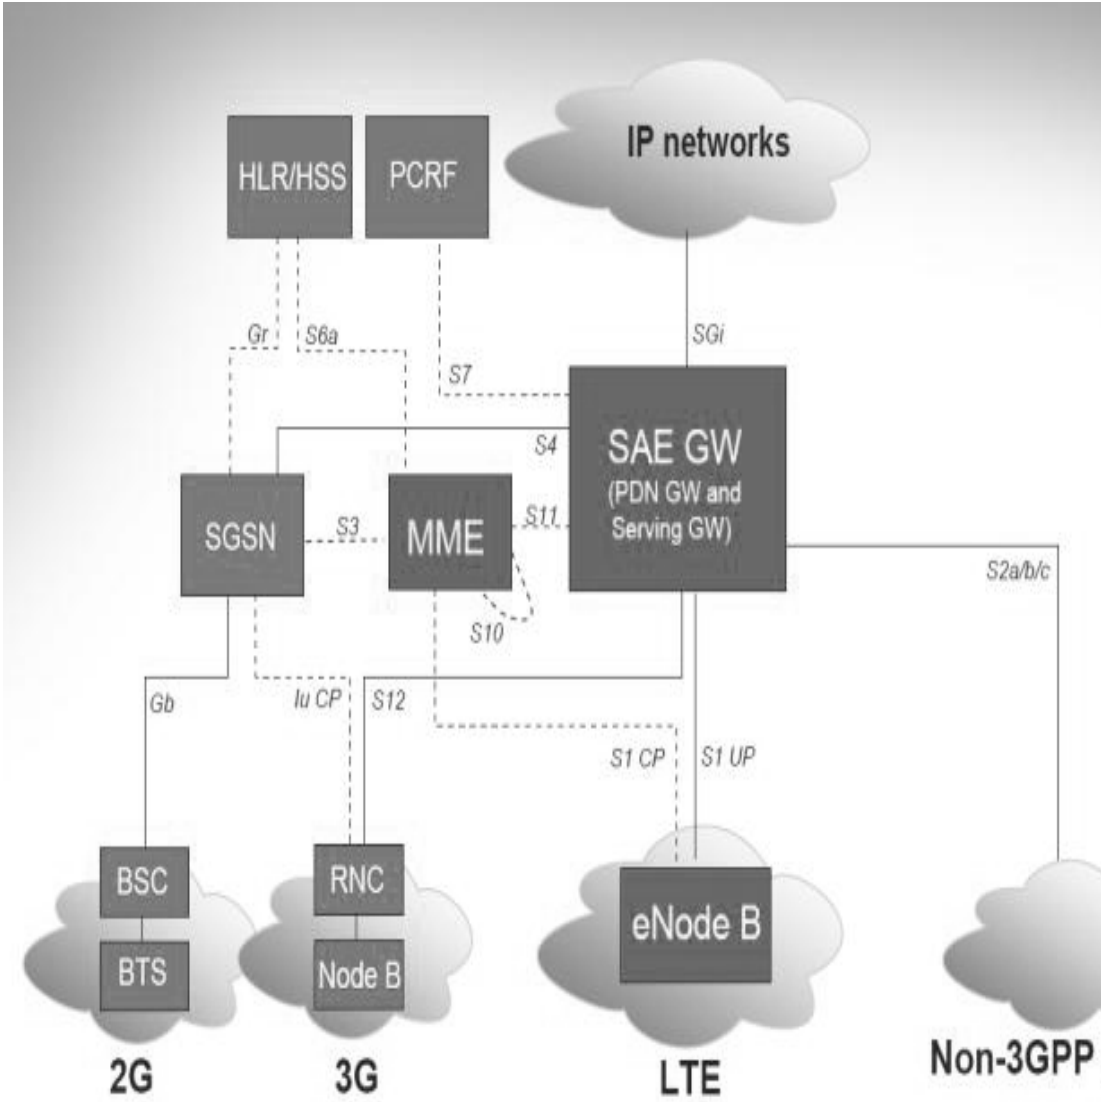 IP networks
HLR/HSS
PCRF
Gr
S6a
SGi
S7
S4
SAE GW
(PDN GW and
Serving GW)
SGSN
S3
MME
S11
S10
S2a/b/c
Gb
Iu CP
S12
S1 CP
S1 UP
BSC
RNC
eNode B
BTS
Node B
2G
3G
LTE
Non-3GPP